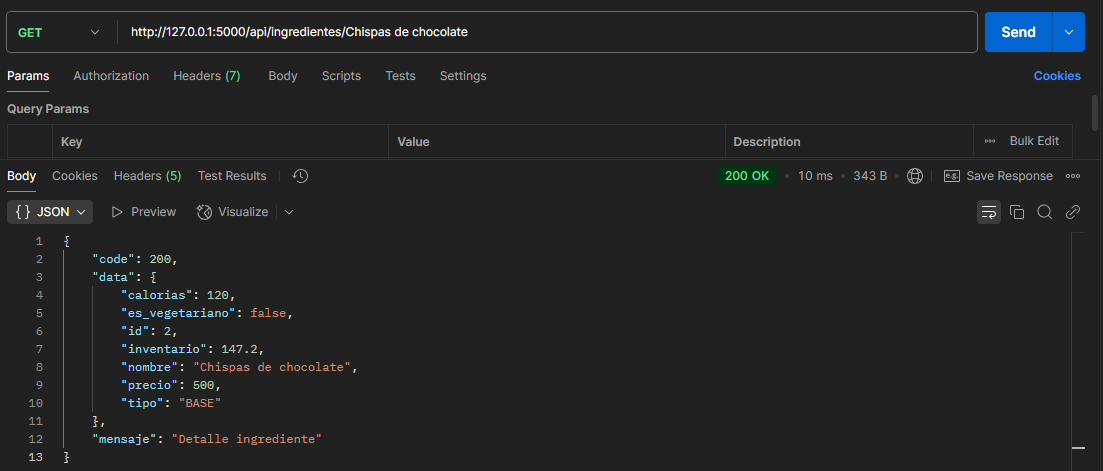 GET http://127.0.0.1:5000/api/ingredientes/Chispas de chocolate Send
Params Authorization Headers (7) Body Scripts Tests Settings Cookies
Query Params
Key Value Description Bulk Edit
Body Cookies Headers (5) Test Results 200 OK 10 ms 343 B e.g. Save Response
{} JSON Preview Visualize
1 {
2 "code": 200,
3 "data": {
4 "calorias": 120,
5 "es_vegetariano": false,
6 "id": 2,
7 "inventario": 147.2,
8 "nombre": "Chispas de chocolate",
9 "precio": 500,
10 "tipo": "BASE"
11 },
12 "mensaje": "Detalle ingrediente"
13 }